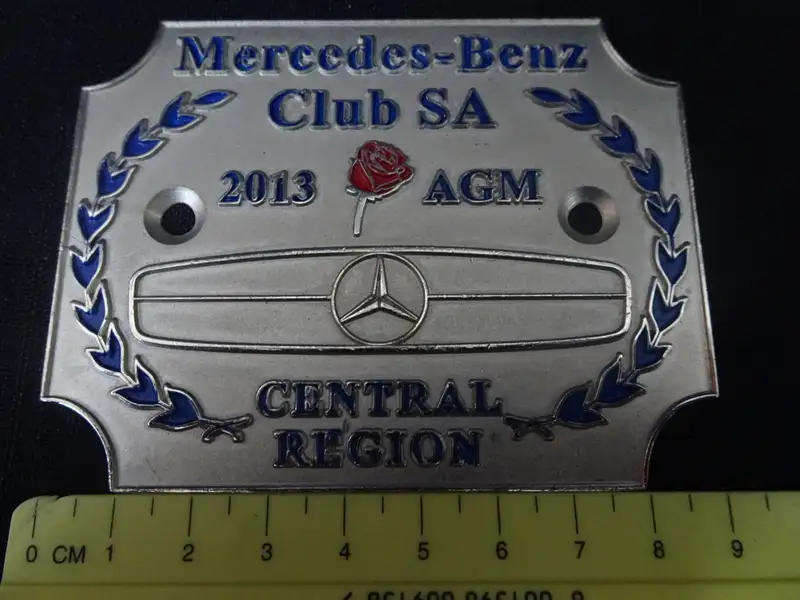 Mercedes-Benz
Club SA
2013 AGM
CENTRAL
REGION
0 CM 1 2 3 4 5 6 7 8 9